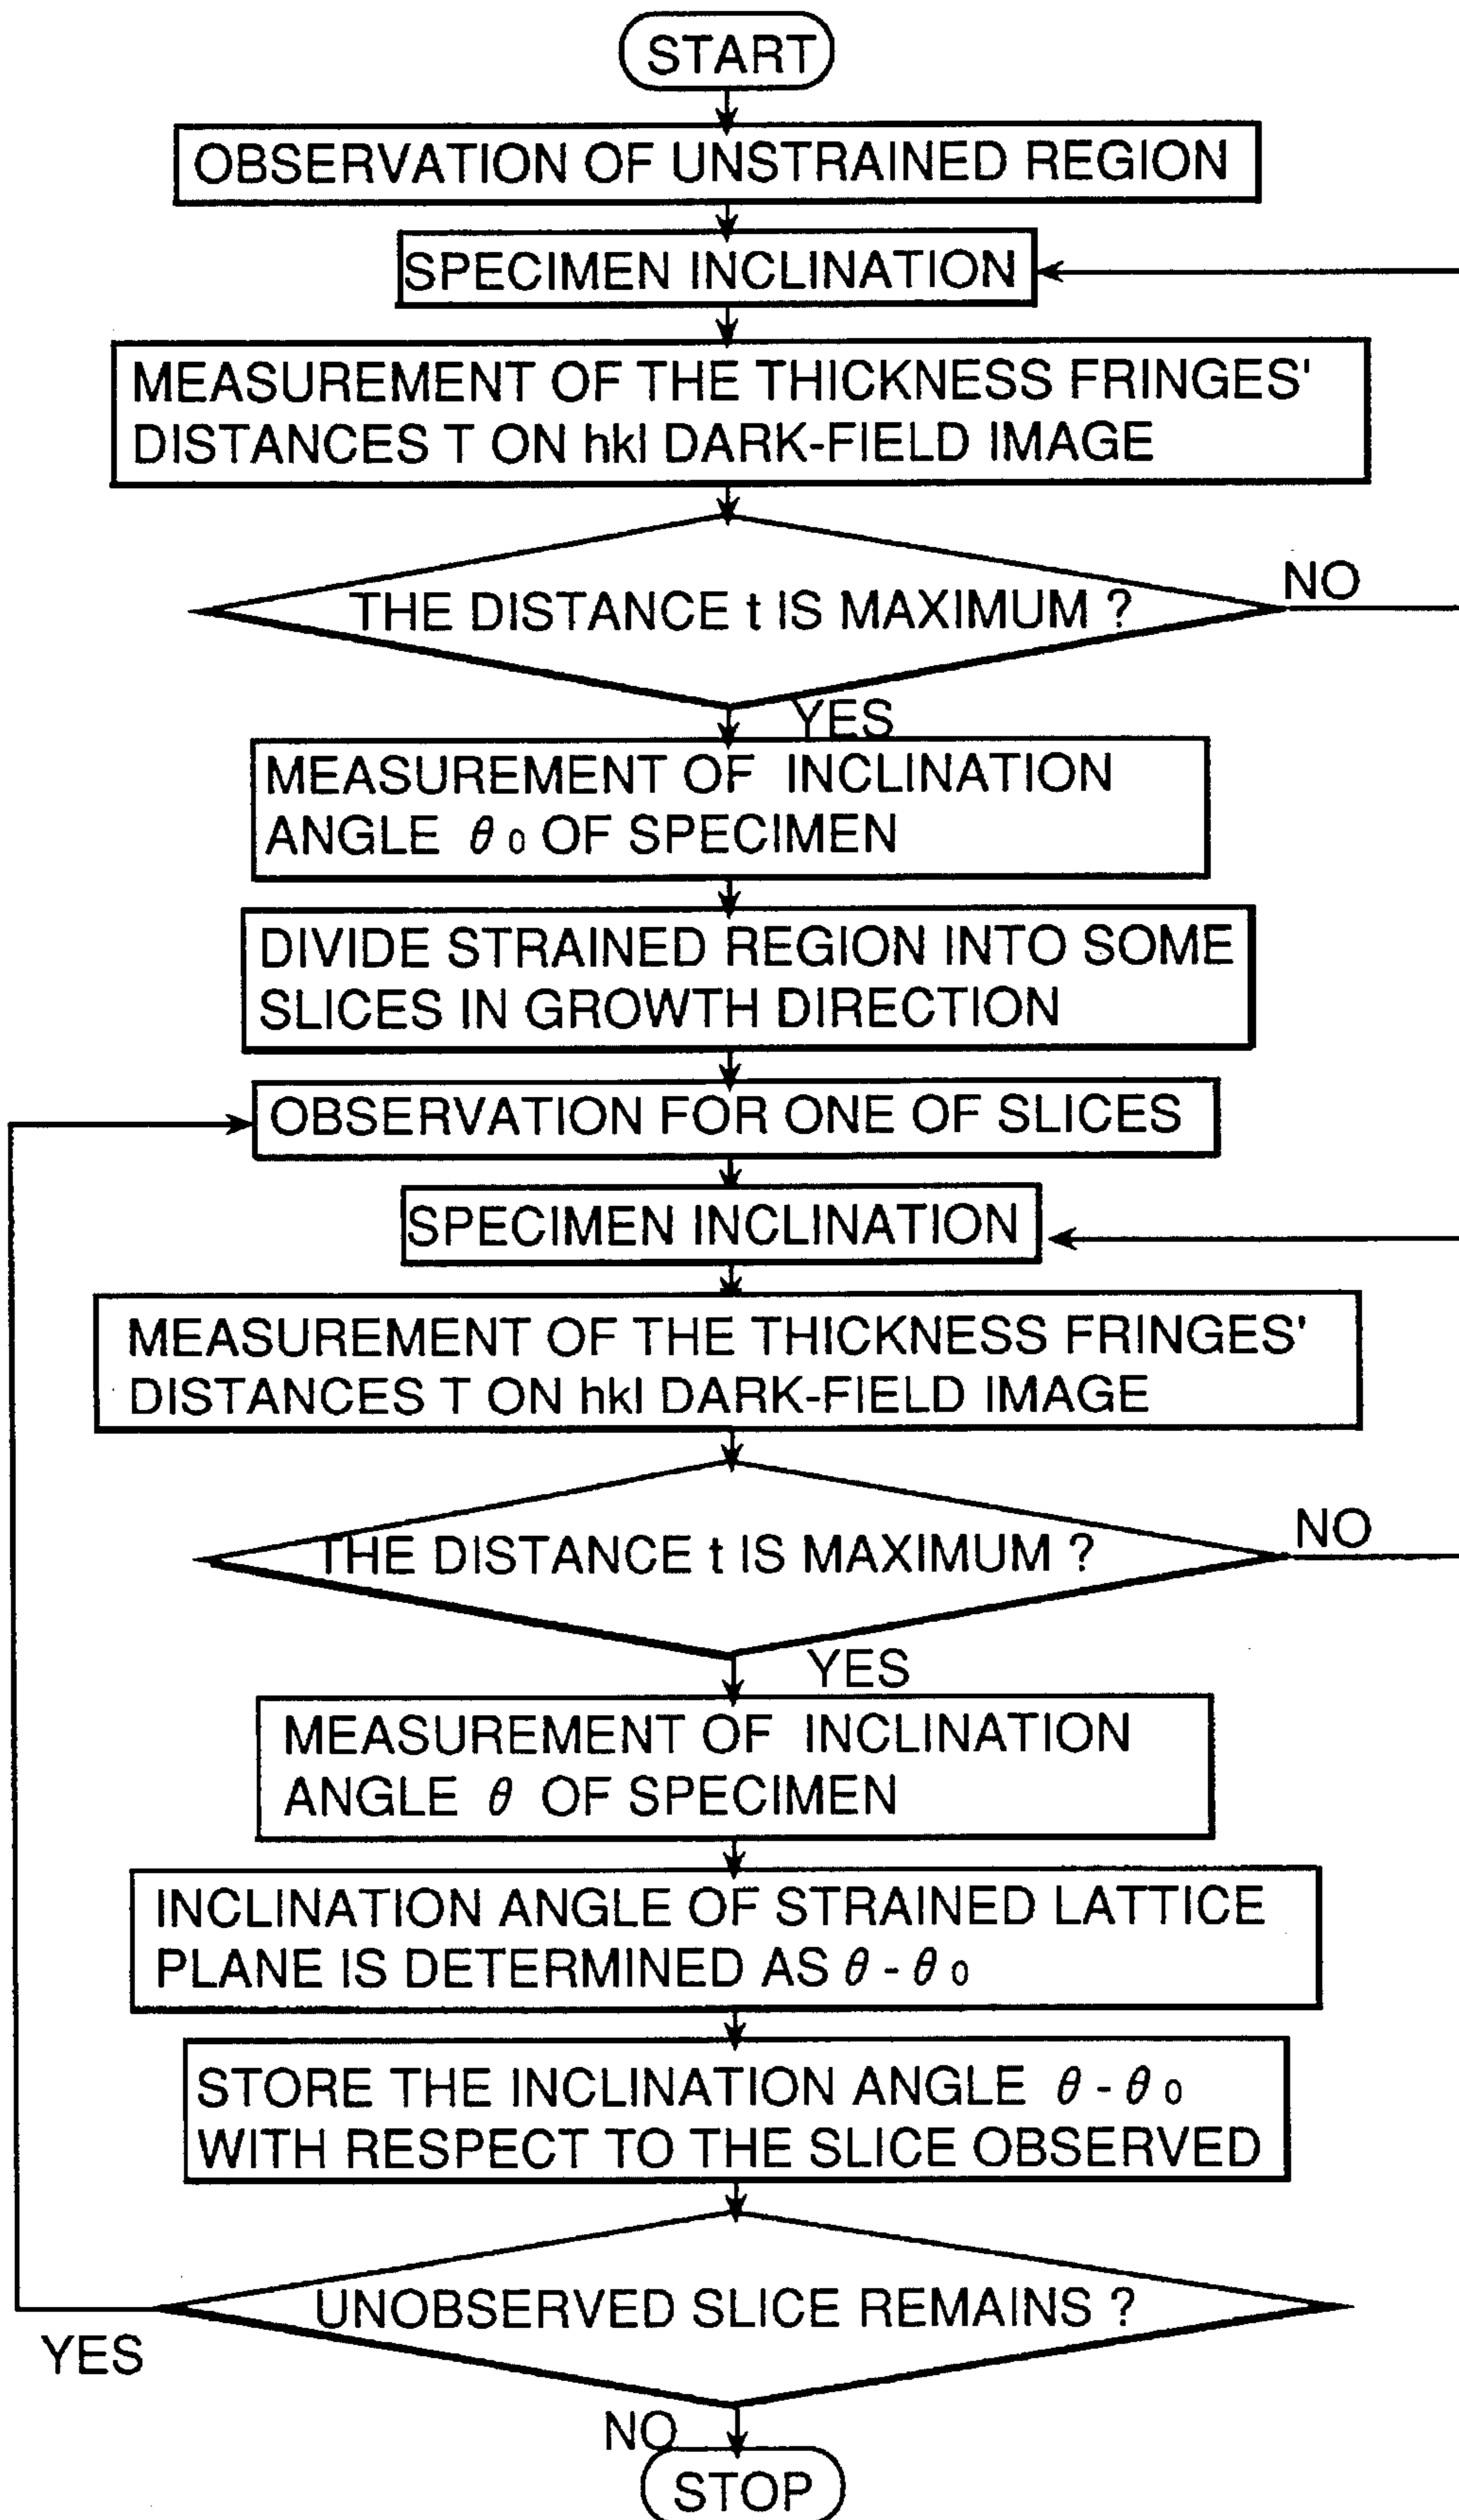 START
OBSERVATION OF UNSTRAINED REGION
SPECIMEN INCLINATION
MEASUREMENT OF THE THICKNESS FRINGES'
DISTANCES T ON hkl DARK-FIELD IMAGE
THE DISTANCE t IS MAXIMUM ?
NO
YES
MEASUREMENT OF INCLINATION
ANGLE θ 0 OF SPECIMEN
DIVIDE STRAINED REGION INTO SOME
SLICES IN GROWTH DIRECTION
OBSERVATION FOR ONE OF SLICES
SPECIMEN INCLINATION
MEASUREMENT OF THE THICKNESS FRINGES'
DISTANCES T ON hkl DARK-FIELD IMAGE
THE DISTANCE t IS MAXIMUM ?
NO
YES
MEASUREMENT OF INCLINATION
ANGLE θ OF SPECIMEN
INCLINATION ANGLE OF STRAINED LATTICE
PLANE IS DETERMINED AS θ - θ 0
STORE THE INCLINATION ANGLE θ - θ 0
WITH RESPECT TO THE SLICE OBSERVED
UNOBSERVED SLICE REMAINS ?
YES
NO
STOP